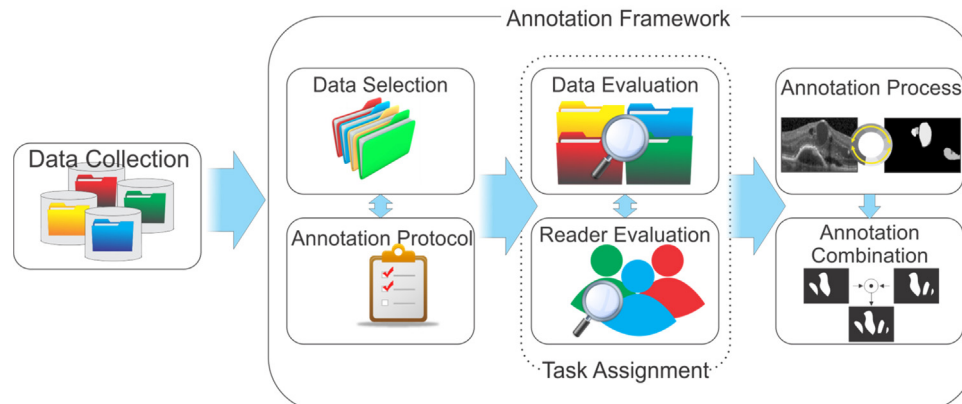 Annotation Framework
Data Collection
Data Selection
Annotation Protocol
Data Evaluation
Reader Evaluation
Task Assignment
Annotation Process
Annotation
Combination